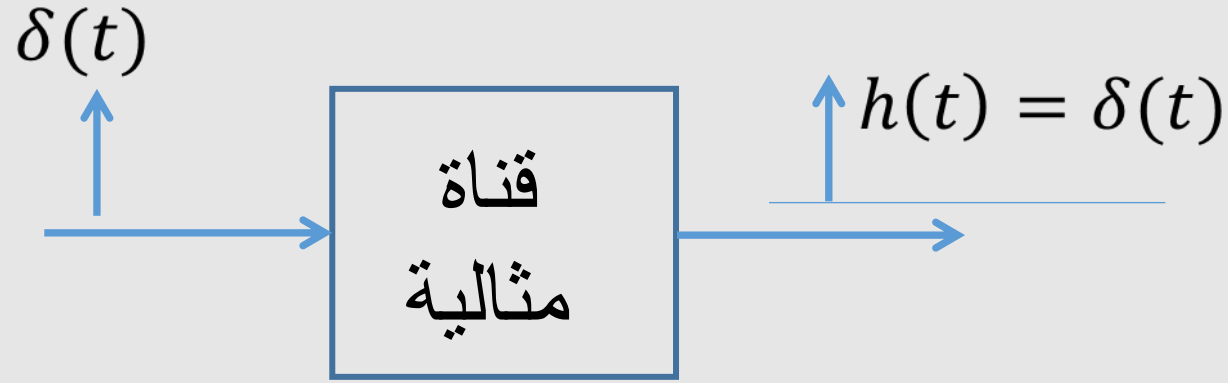 δ(t)
h(t) = δ(t)
قناة
مثالية